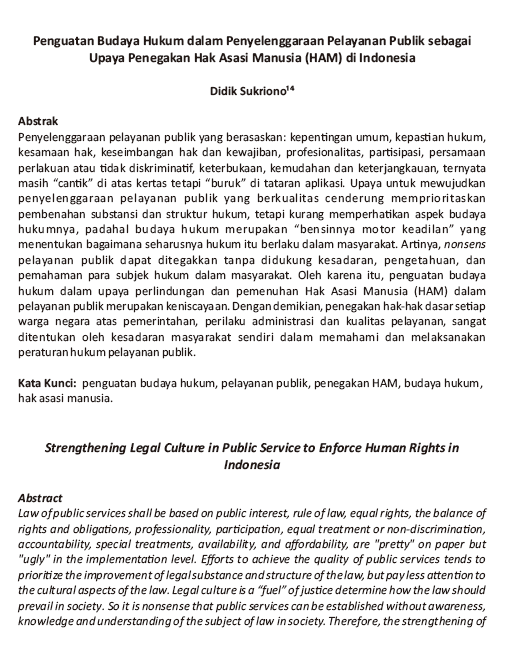 Penguatan Budaya Hukum dalam Penyelenggaraan Pelayanan Publik sebagai
Upaya Penegakan Hak Asasi Manusia (HAM) di Indonesia
Didik Sukriono¹⁴
Abstrak
Penyelenggaraan pelayanan publik yang berasaskan: kepentingan umum, kepastian hukum,
kesamaan hak, keseimbangan hak dan kewajiban, profesionalitas, partisipasi, persamaan
perlakuan atau tidak diskriminatif, keterbukaan, kemudahan dan keterjangkauan, ternyata
masih “cantik” di atas kertas tetapi “buruk” di tataran aplikasi. Upaya untuk mewujudkan
penyelenggaraan pelayanan publik yang berkualitas cenderung memprioritaskan
pembenahan substansi dan struktur hukum, tetapi kurang memperhatikan aspek budaya
hukumnya, padahal budaya hukum merupakan “bensinnya motor keadilan” yang
menentukan bagaimana seharusnya hukum itu berlaku dalam masyarakat. Artinya, nonsens
pelayanan publik dapat ditegakkan tanpa didukung kesadaran, pengetahuan, dan
pemahaman para subjek hukum dalam masyarakat. Oleh karena itu, penguatan budaya
hukum dalam upaya perlindungan dan pemenuhan Hak Asasi Manusia (HAM) dalam
pelayanan publik merupakan keniscayaan. Dengan demikian, penegakan hak-hak dasar setiap
warga negara atas pemerintahan, perilaku administrasi dan kualitas pelayanan, sangat
ditentukan oleh kesadaran masyarakat sendiri dalam memahami dan melaksanakan
peraturan hukum pelayanan publik.
Kata Kunci: penguatan budaya hukum, pelayanan publik, penegakan HAM, budaya hukum,
hak asasi manusia.
Strengthening Legal Culture in Public Service to Enforce Human Rights in
Indonesia
Abstract
Law of public services shall be based on public interest, rule of law, equal rights, the balance of
rights and obligations, professionality, participation, equal treatment or non-discrimination,
accountability, special treatments, availability, and affordability, are "pretty" on paper but
"ugly" in the implementation level. Efforts to achieve the quality of public services tends to
prioritize the improvement of legal substance and structure of the law, but pay less attention to
the cultural aspects of the law. Legal culture is a “fuel” of justice determine how the law should
prevail in society. So it is nonsense that public services can be established without awareness,
knowledge and understanding of the subject of law in society. Therefore, the strengthening of